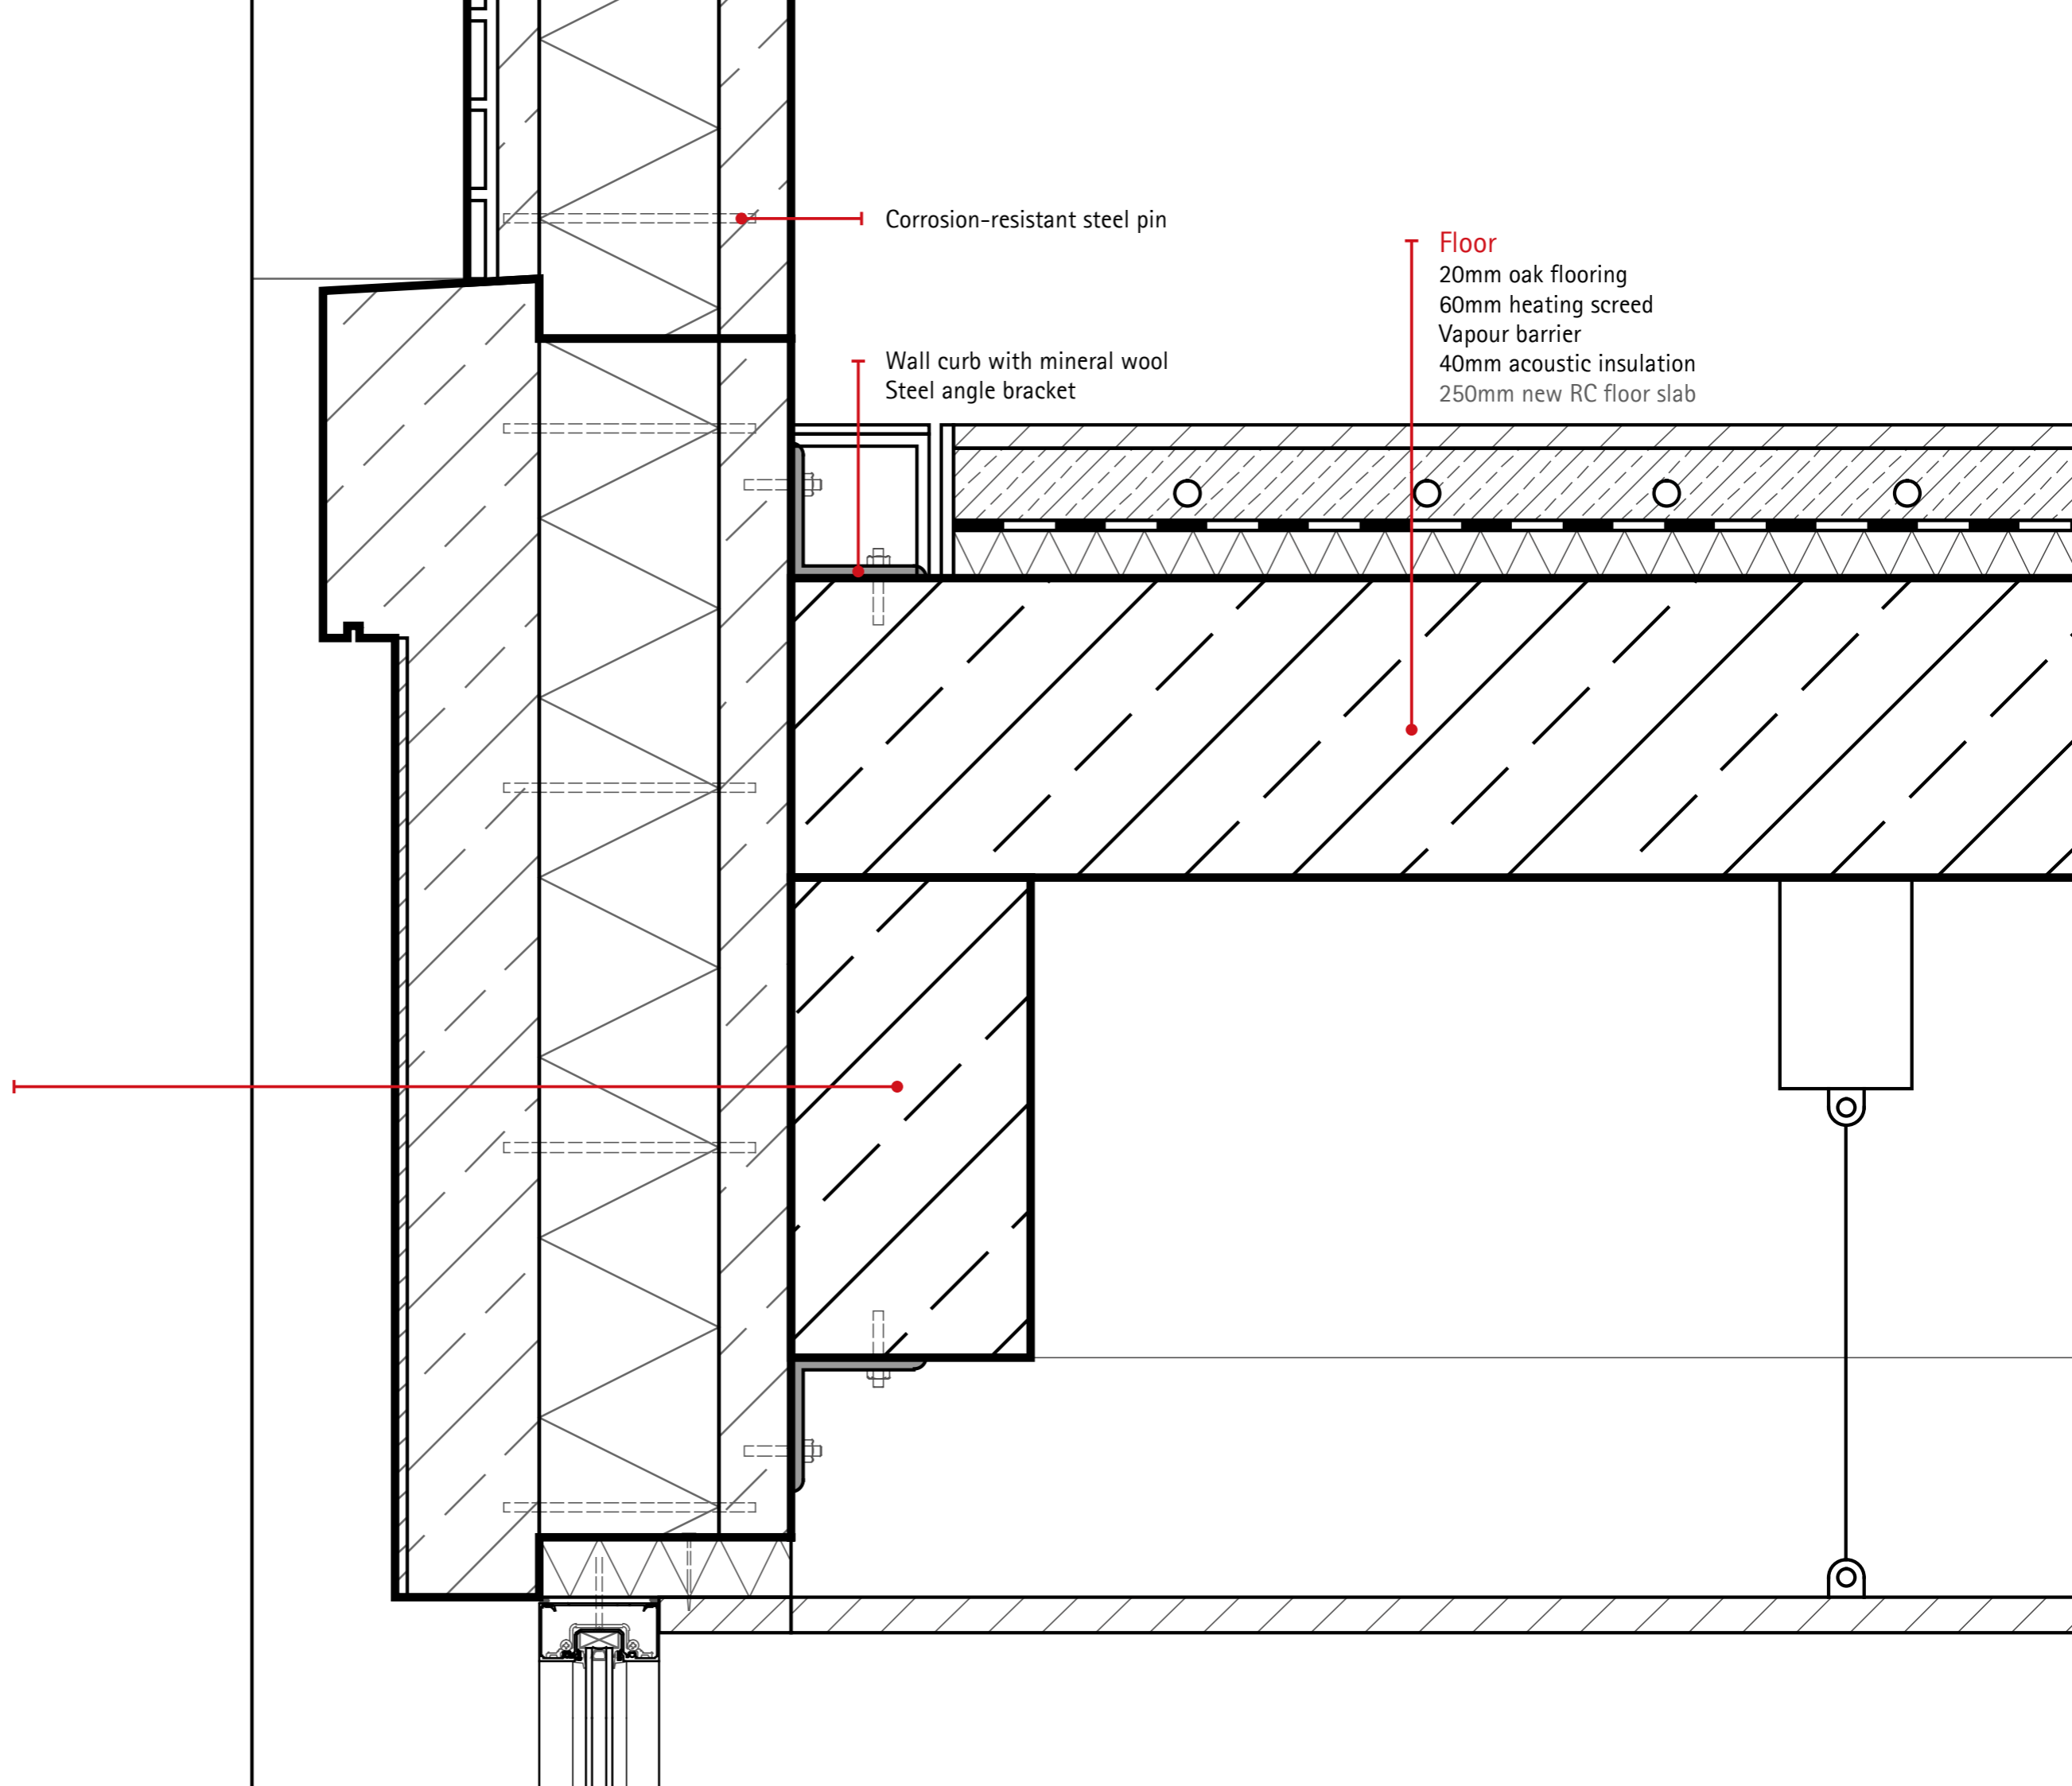 Corrosion-resistant steel pin
Floor
20mm oak flooring
60mm heating screed
Vapour barrier
40mm acoustic insulation
250mm new RC floor slab
Wall curb with mineral wool
Steel angle bracket